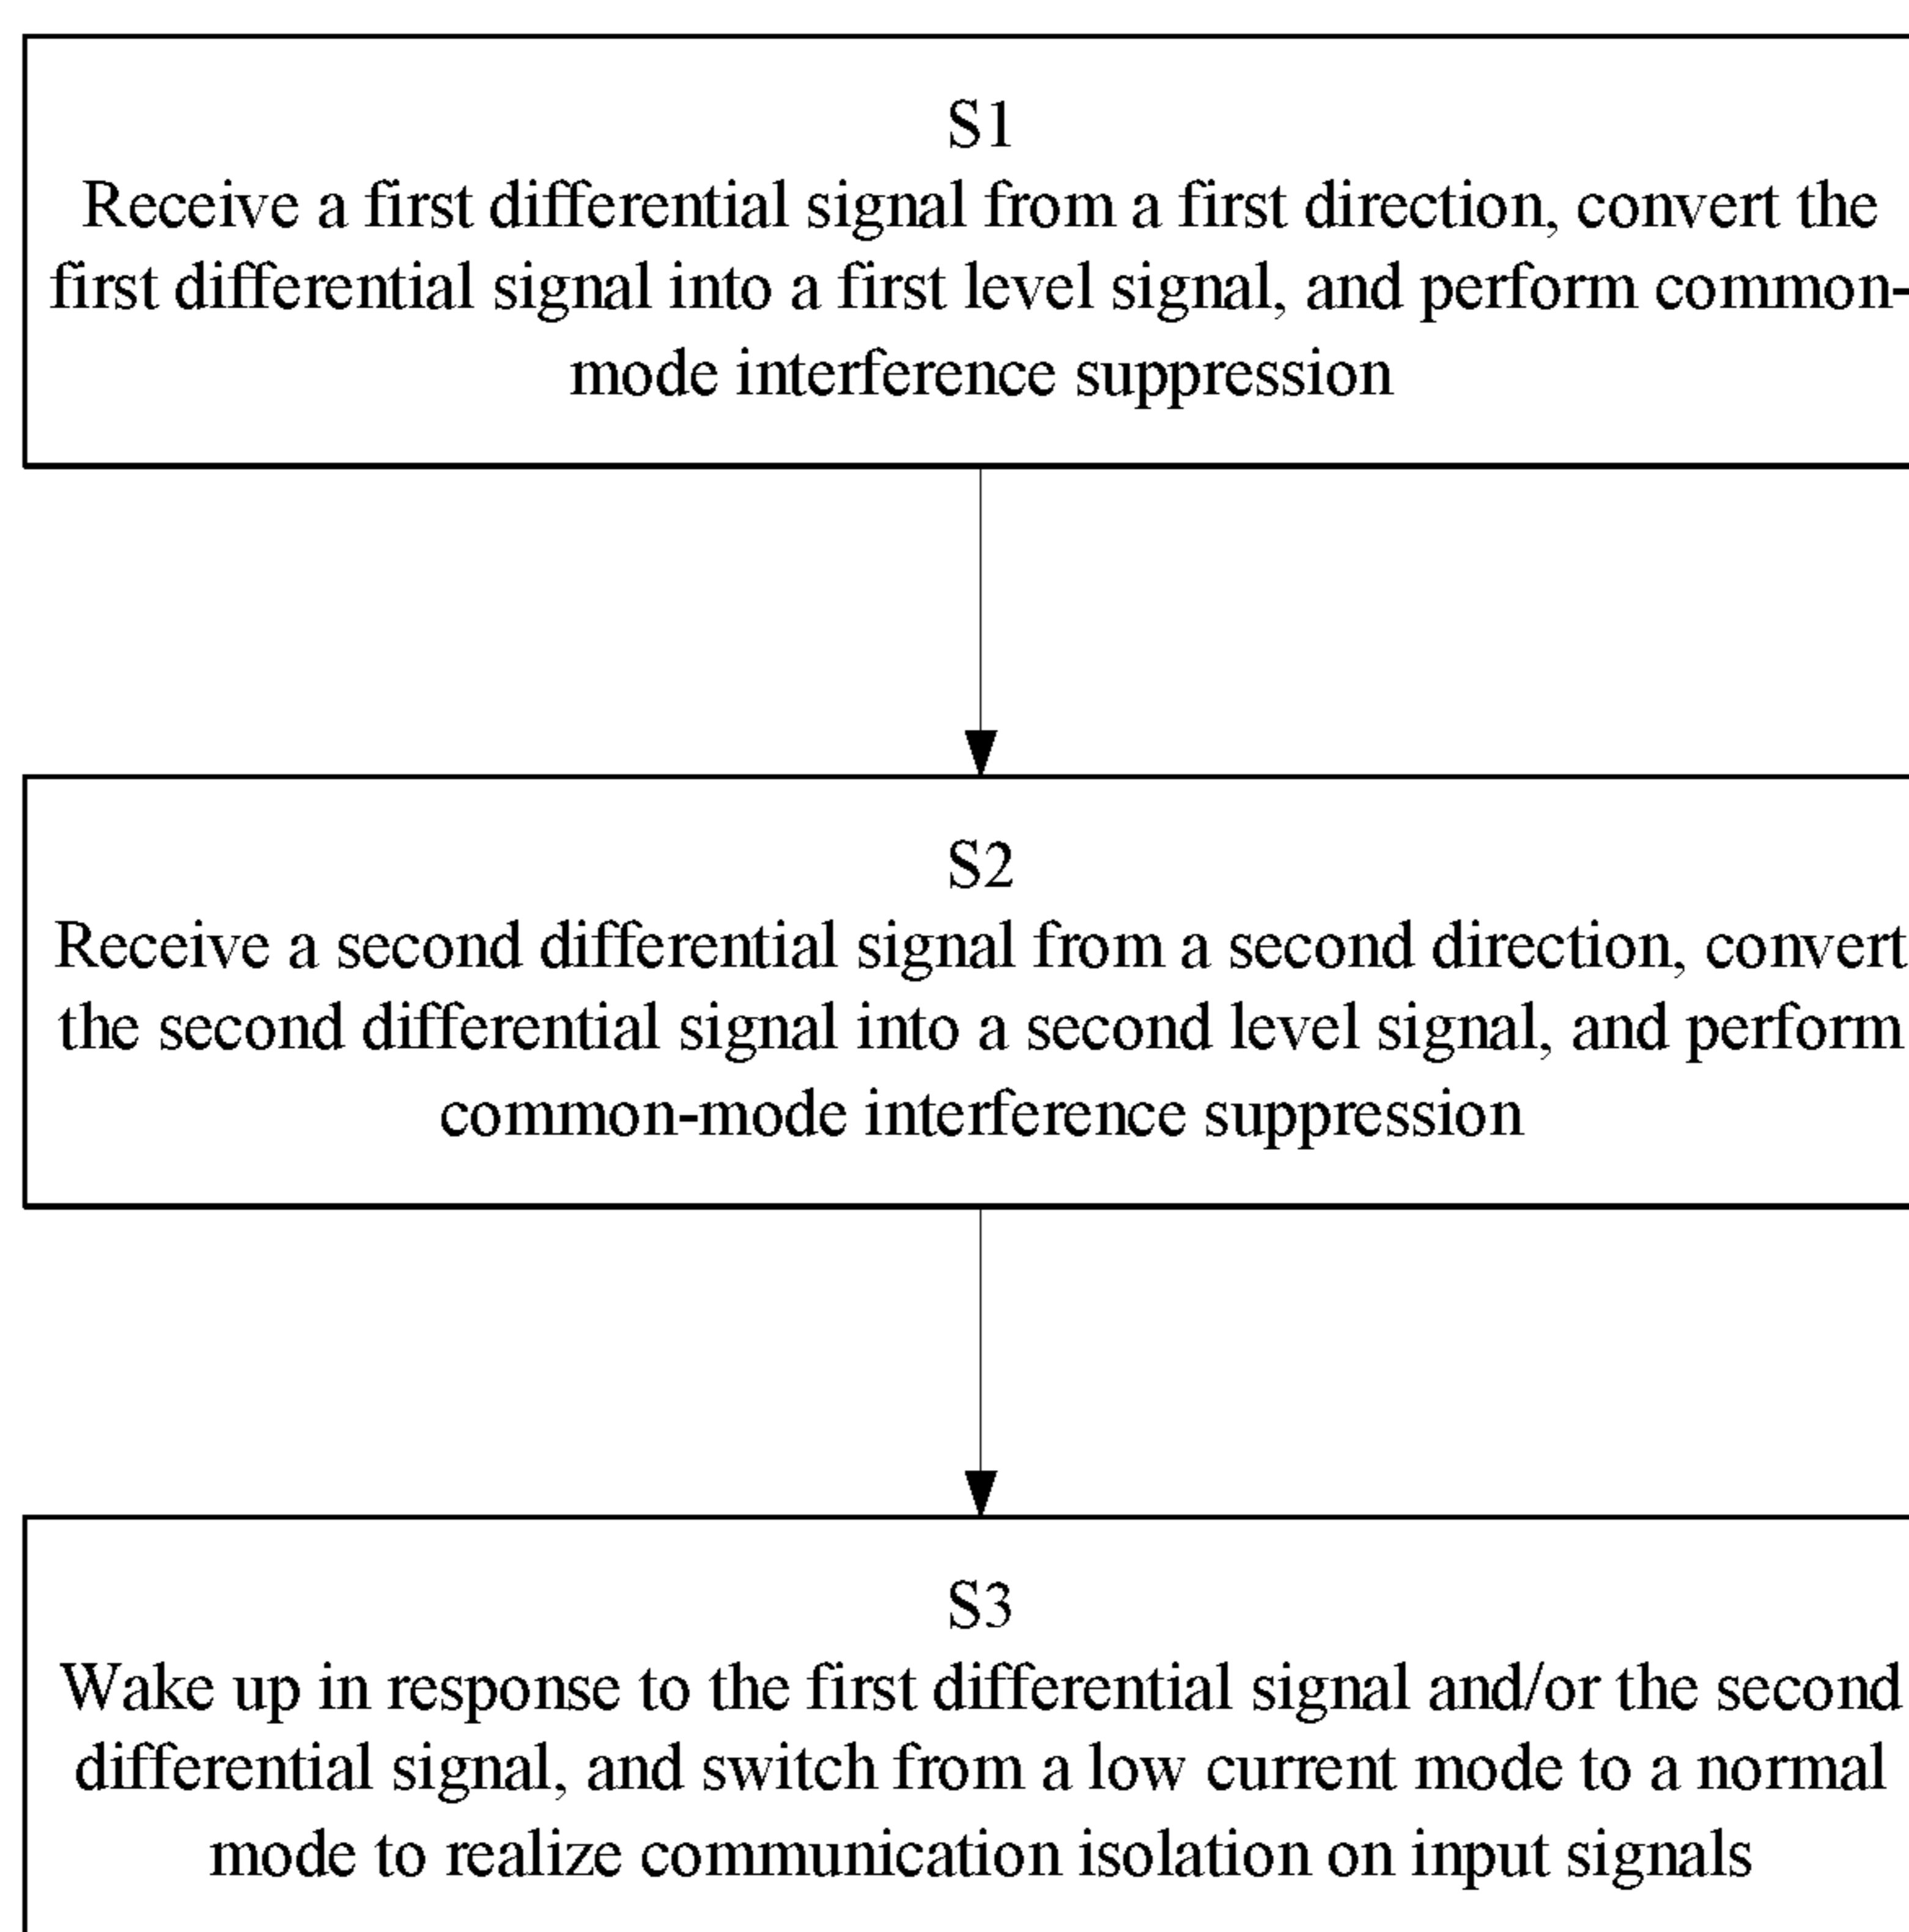 S1
Receive a first differential signal from a first direction, convert the
first differential signal into a first level signal, and perform common-
mode interference suppression
S2
Receive a second differential signal from a second direction, convert
the second differential signal into a second level signal, and perform
common-mode interference suppression
S3
Wake up in response to the first differential signal and/or the second
differential signal, and switch from a low current mode to a normal
mode to realize communication isolation on input signals